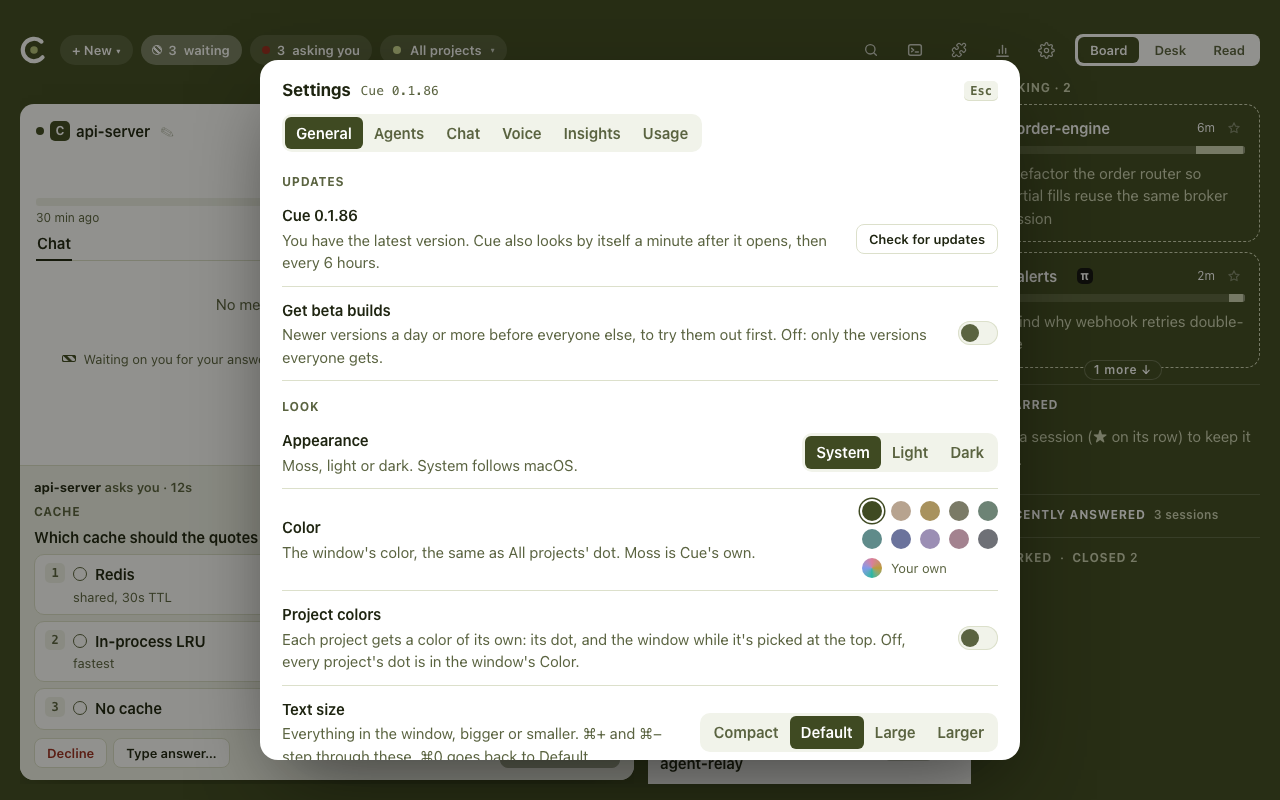 + New ▾
3 waiting
3 asking you
All projects ▾
Board
Desk
Read
C api-server
30 min ago
Chat
No me
Waiting on you for your answe
api-server asks you · 12s
CACHE
Which cache should the quotes
1 Redis
shared, 30s TTL
2 In-process LRU
fastest
3 No cache
Decline
Type answer...
Settings Cue 0.1.86
Esc
General
Agents
Chat
Voice
Insights
Usage
UPDATES
Cue 0.1.86
You have the latest version. Cue also looks by itself a minute after it opens, then
every 6 hours.
Check for updates
Get beta builds
Newer versions a day or more before everyone else, to try them out first. Off: only the versions
everyone gets.
LOOK
Appearance
Moss, light or dark. System follows macOS.
System
Light
Dark
Color
The window's color, the same as All projects' dot. Moss is Cue's own.
Your own
Project colors
Each project gets a color of its own: its dot, and the window while it's picked at the top. Off,
every project's dot is in the window's Color.
Text size
Everything in the window, bigger or smaller. ⌘+ and ⌘−
step through these, ⌘0 goes back to Default.
Compact
Default
Large
Larger
KING · 2
order-engine
6m
efactor the order router so
rtial fills reuse the same broker
ssion
alerts
π
2m
ind why webhook retries double-
1 more ↓
RRED
a session (★ on its row) to keep it
CENTLY ANSWERED 3 sessions
RKED · CLOSED 2
agent-relay